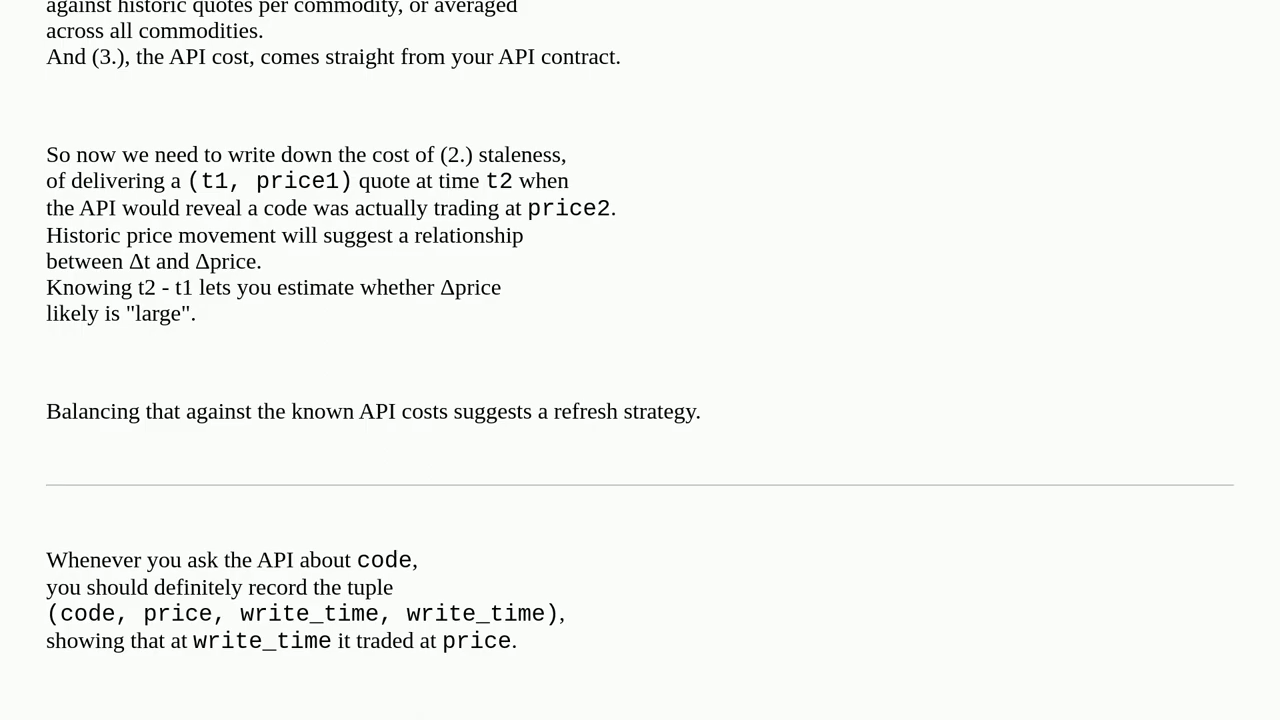 against historic quotes per commodity, or averaged
across all commodities.
And (3.), the API cost, comes straight from your API contract.
So now we need to write down the cost of (2.) staleness,
of delivering a (t1, price1) quote at time t2 when
the API would reveal a code was actually trading at price2.
Historic price movement will suggest a relationship
between Δt and Δprice.
Knowing t2 - t1 lets you estimate whether Δprice
likely is "large".
Balancing that against the known API costs suggests a refresh strategy.
Whenever you ask the API about code,
you should definitely record the tuple
(code, price, write_time, write_time),
showing that at write_time it traded at price.